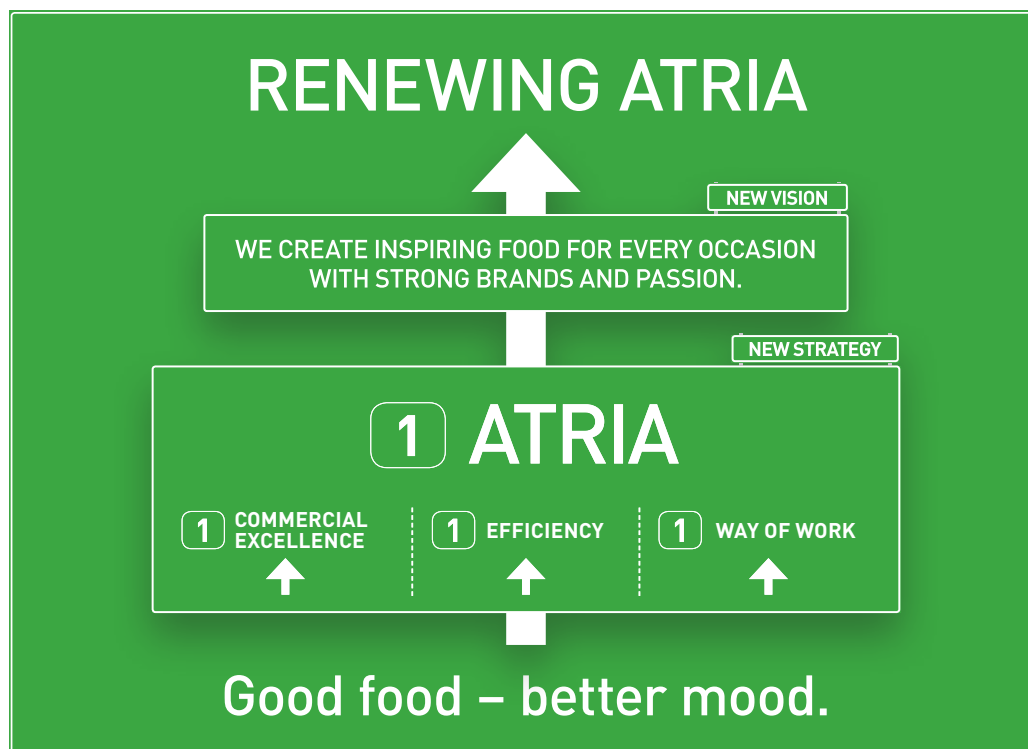 RENEWING ATRIA
NEW VISION
WE CREATE INSPIRING FOOD FOR EVERY OCCASION
WITH STRONG BRANDS AND PASSION.
NEW STRATEGY
1 ATRIA
1 COMMERCIAL
EXCELLENCE
1 EFFICIENCY
1 WAY OF WORK
Good food – better mood.